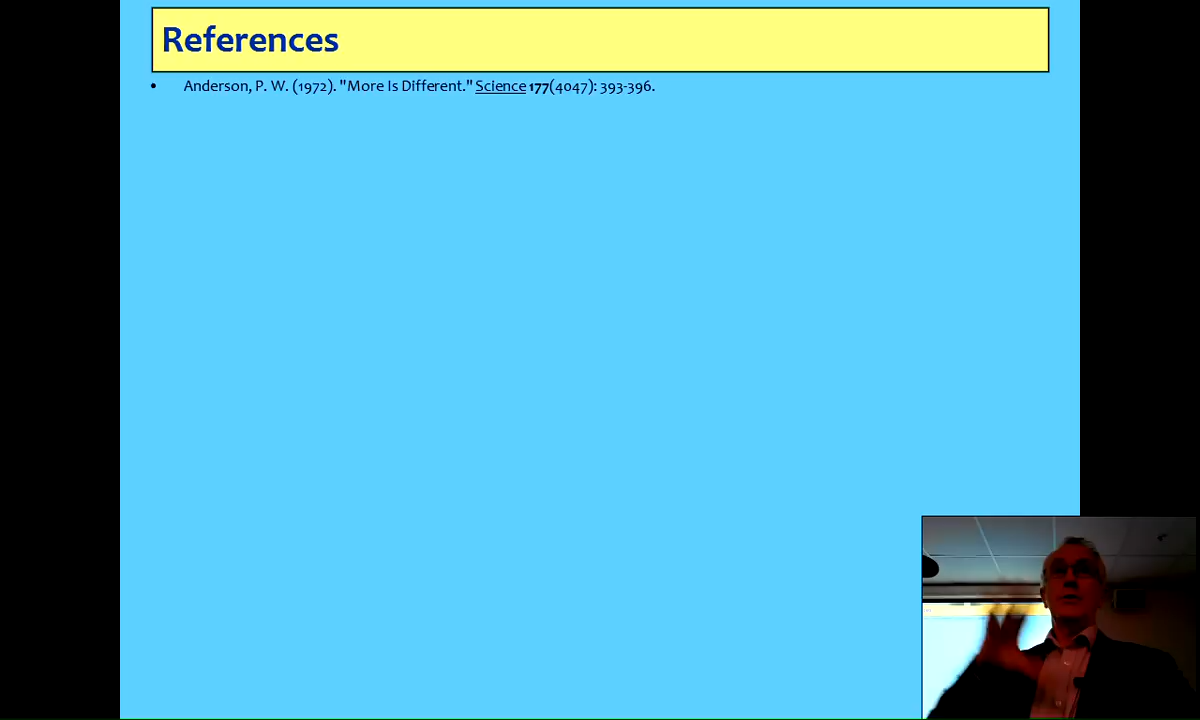 References
• Anderson, P. W. (1972). "More Is Different." Science 177(4047): 393-396.